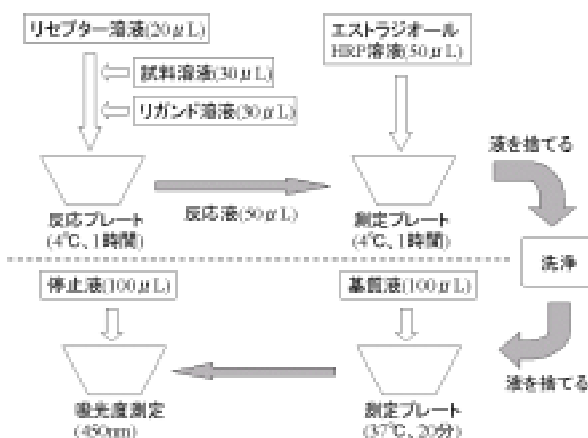 リセプター溶液(20μL)
試料溶液(30μL)
リガンド溶液(30μL)
反応プレート
(4℃、1時間)
反応液(50μL)
エストラジオール
HRP溶液(50μL)
測定プレート
(4℃、1時間)
液を捨てる
洗浄
液を捨てる
基質液(100μL)
測定プレート
(37℃、20分)
停止液(100μL)
吸光度測定
(450nm)